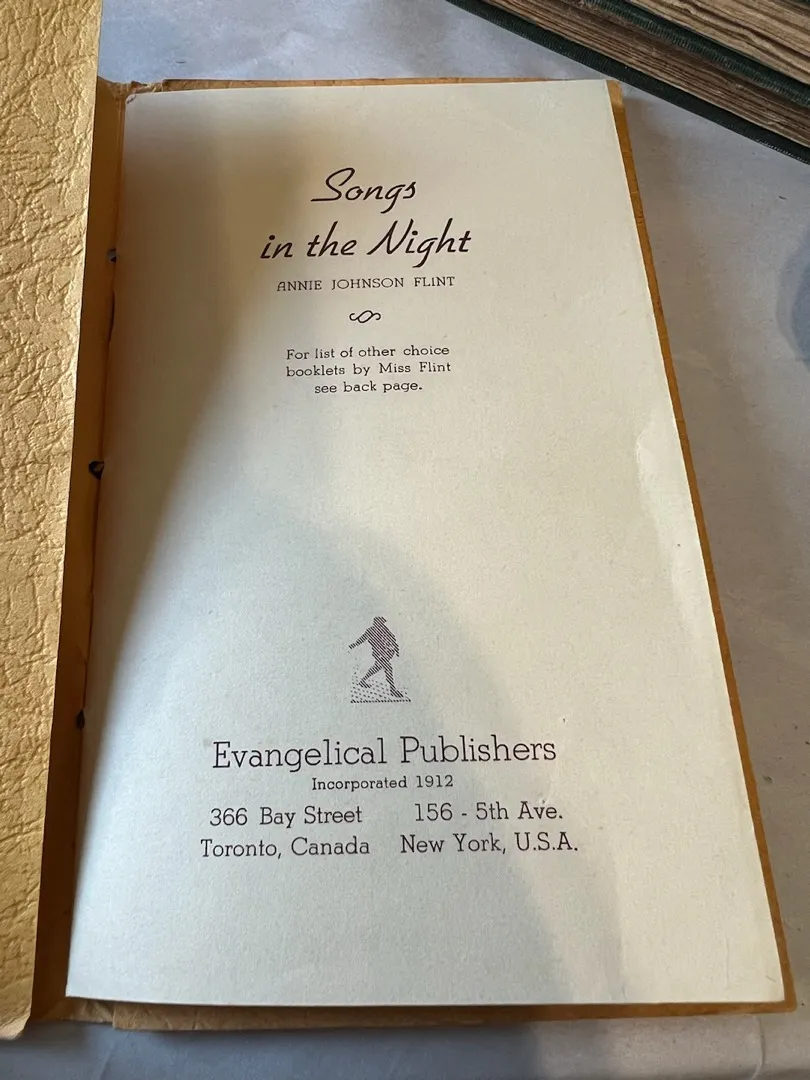 Songs
in the Night
ANNIE JOHNSON FLINT
For list of other choice
booklets by Miss Flint
see back page.
Evangelical Publishers
Incorporated 1912
366 Bay Street 156 - 5th Ave.
Toronto, Canada New York, U.S.A.